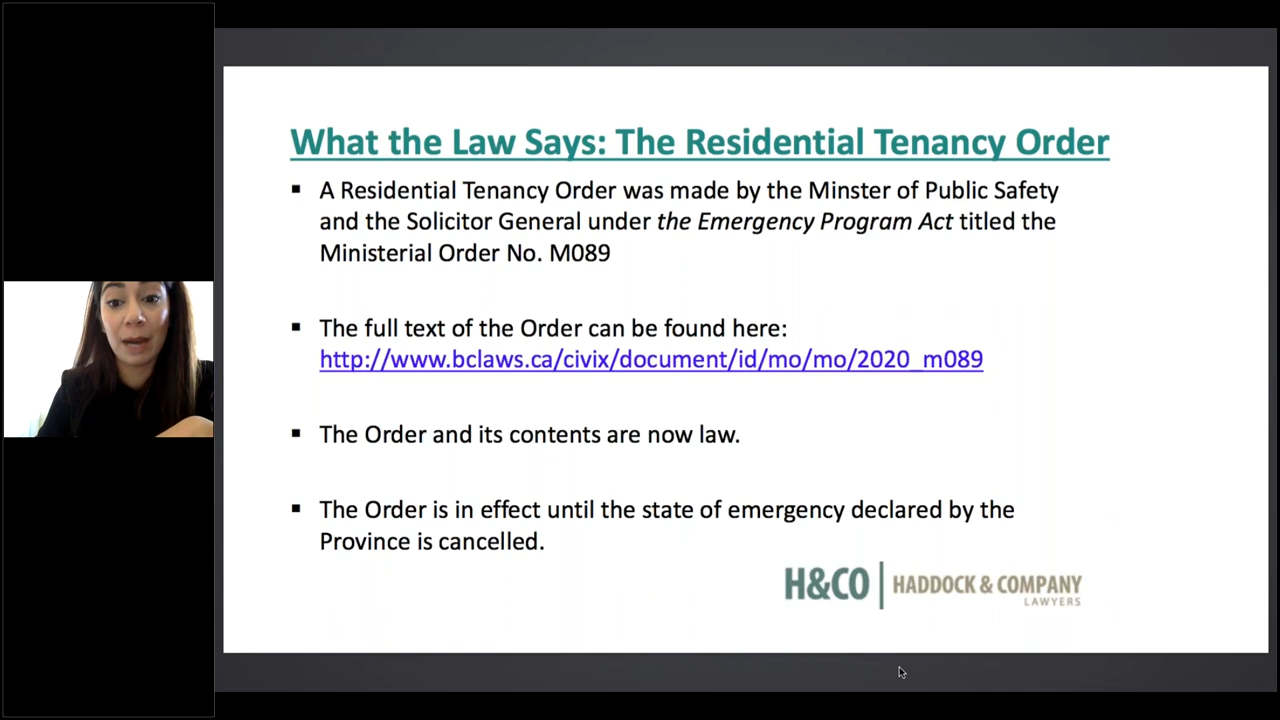 What the Law Says: The Residential Tenancy Order
▪ A Residential Tenancy Order was made by the Minster of Public Safety
and the Solicitor General under the Emergency Program Act titled the
Ministerial Order No. M089
▪ The full text of the Order can be found here:
http://www.bclaws.ca/civix/document/id/mo/mo/2020_m089
▪ The Order and its contents are now law.
▪ The Order is in effect until the state of emergency declared by the
Province is cancelled.
H&CO | HADDOCK & COMPANY
LAWYERS